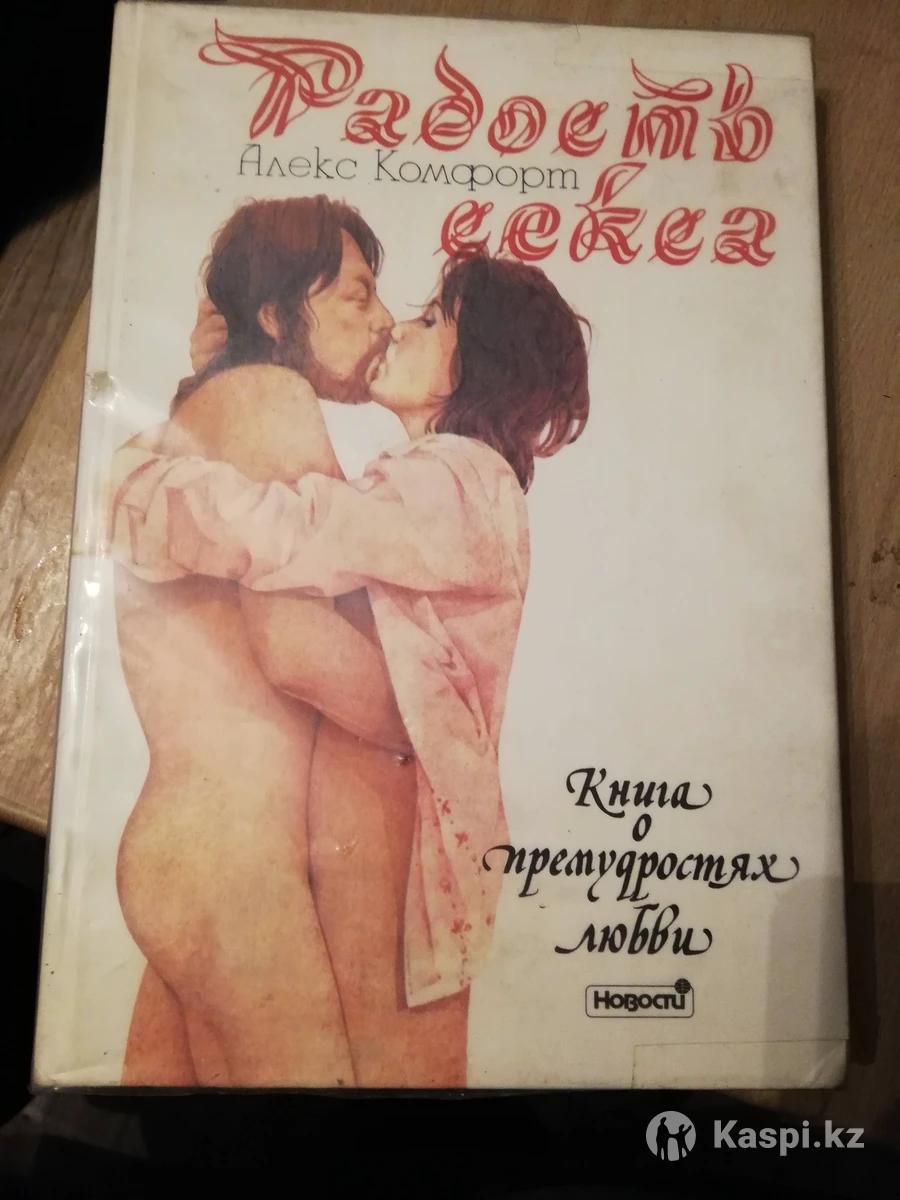 Радость
Алекс Комфорт
секса
Книга
о
премудростях
любви
Новости
Kaspi.kz